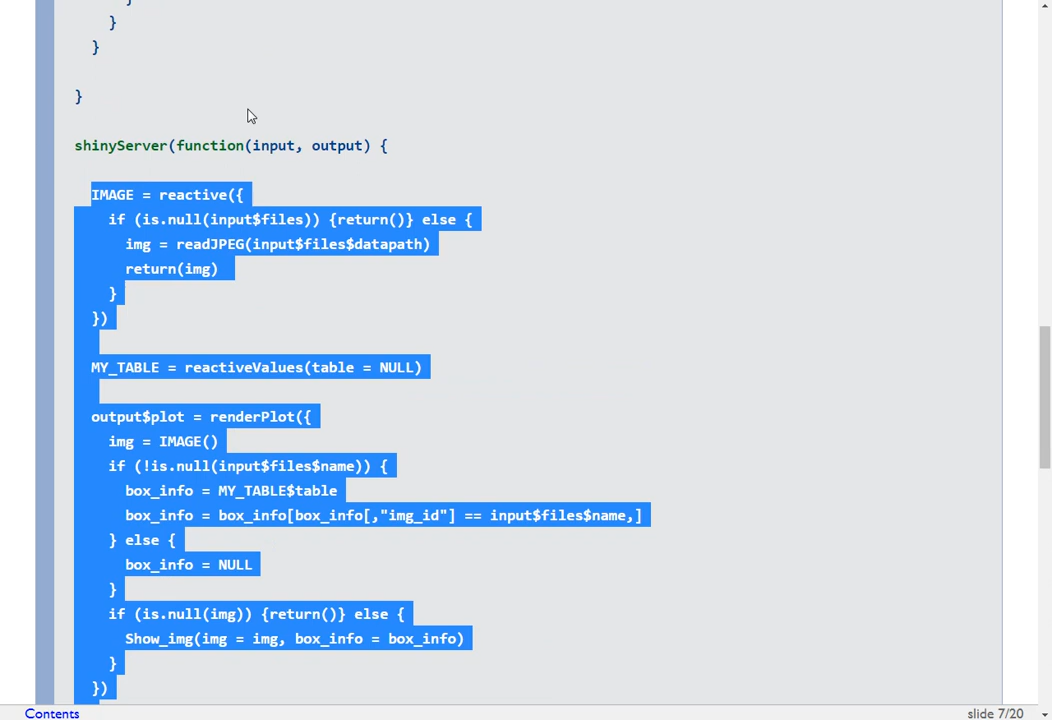 }
}
}
}
shinyServer(function(input, output) {
IMAGE = reactive({
if (is.null(input$files)) {return()} else {
img = readJPEG(input$files$datapath)
return(img)
}
})
MY_TABLE = reactiveValues(table = NULL)
output$plot = renderPlot({
img = IMAGE()
if (!is.null(input$files$name)) {
box_info = MY_TABLE$table
box_info = box_info[box_info[,"img_id"] == input$files$name,]
} else {
box_info = NULL
}
if (is.null(img)) {return()} else {
Show_img(img = img, box_info = box_info)
}
})
Contents
slide 7/20